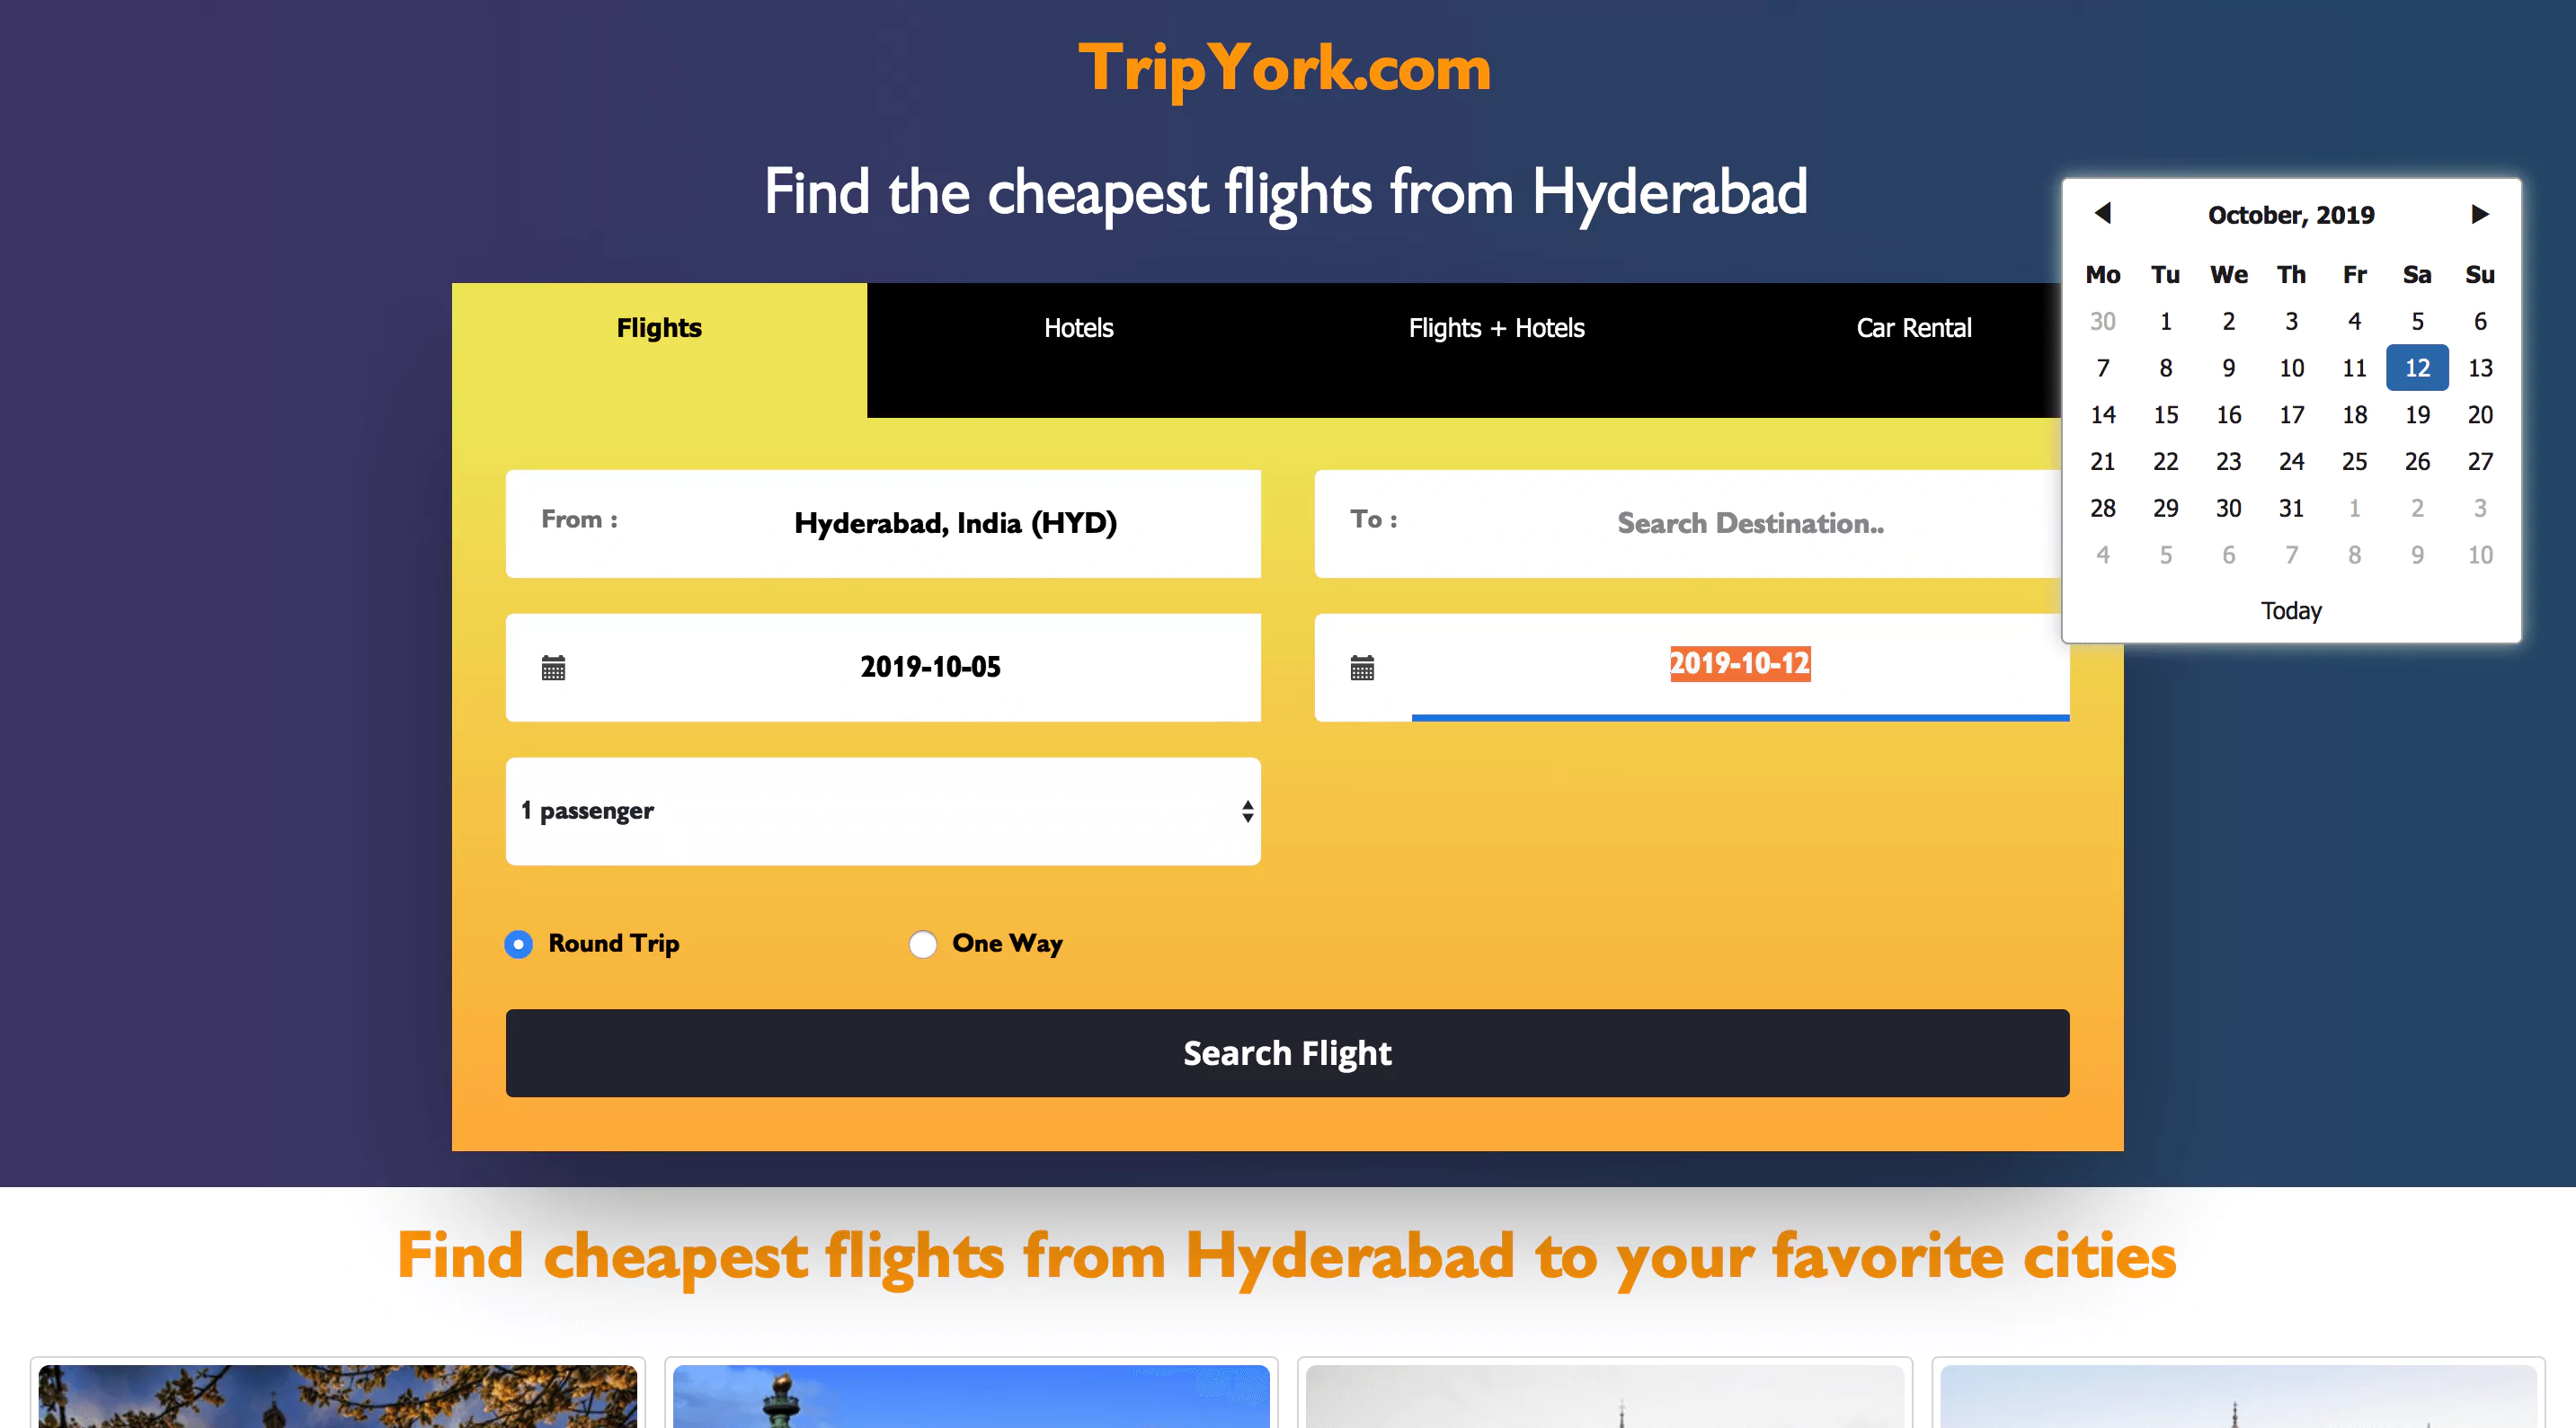 TripYork.com
Find the cheapest flights from Hyderabad
Flights
Hotels
Flights + Hotels
Car Rental
From :
Hyderabad, India (HYD)
To :
Search Destination..
2019-10-05
2019-10-12
1 passenger
Round Trip
One Way
Search Flight
October, 2019
Mo Tu We Th Fr Sa Su
30 1 2 3 4 5 6
7 8 9 10 11 12 13
14 15 16 17 18 19 20
21 22 23 24 25 26 27
28 29 30 31 1 2 3
4 5 6 7 8 9 10
Today
Find cheapest flights from Hyderabad to your favorite cities